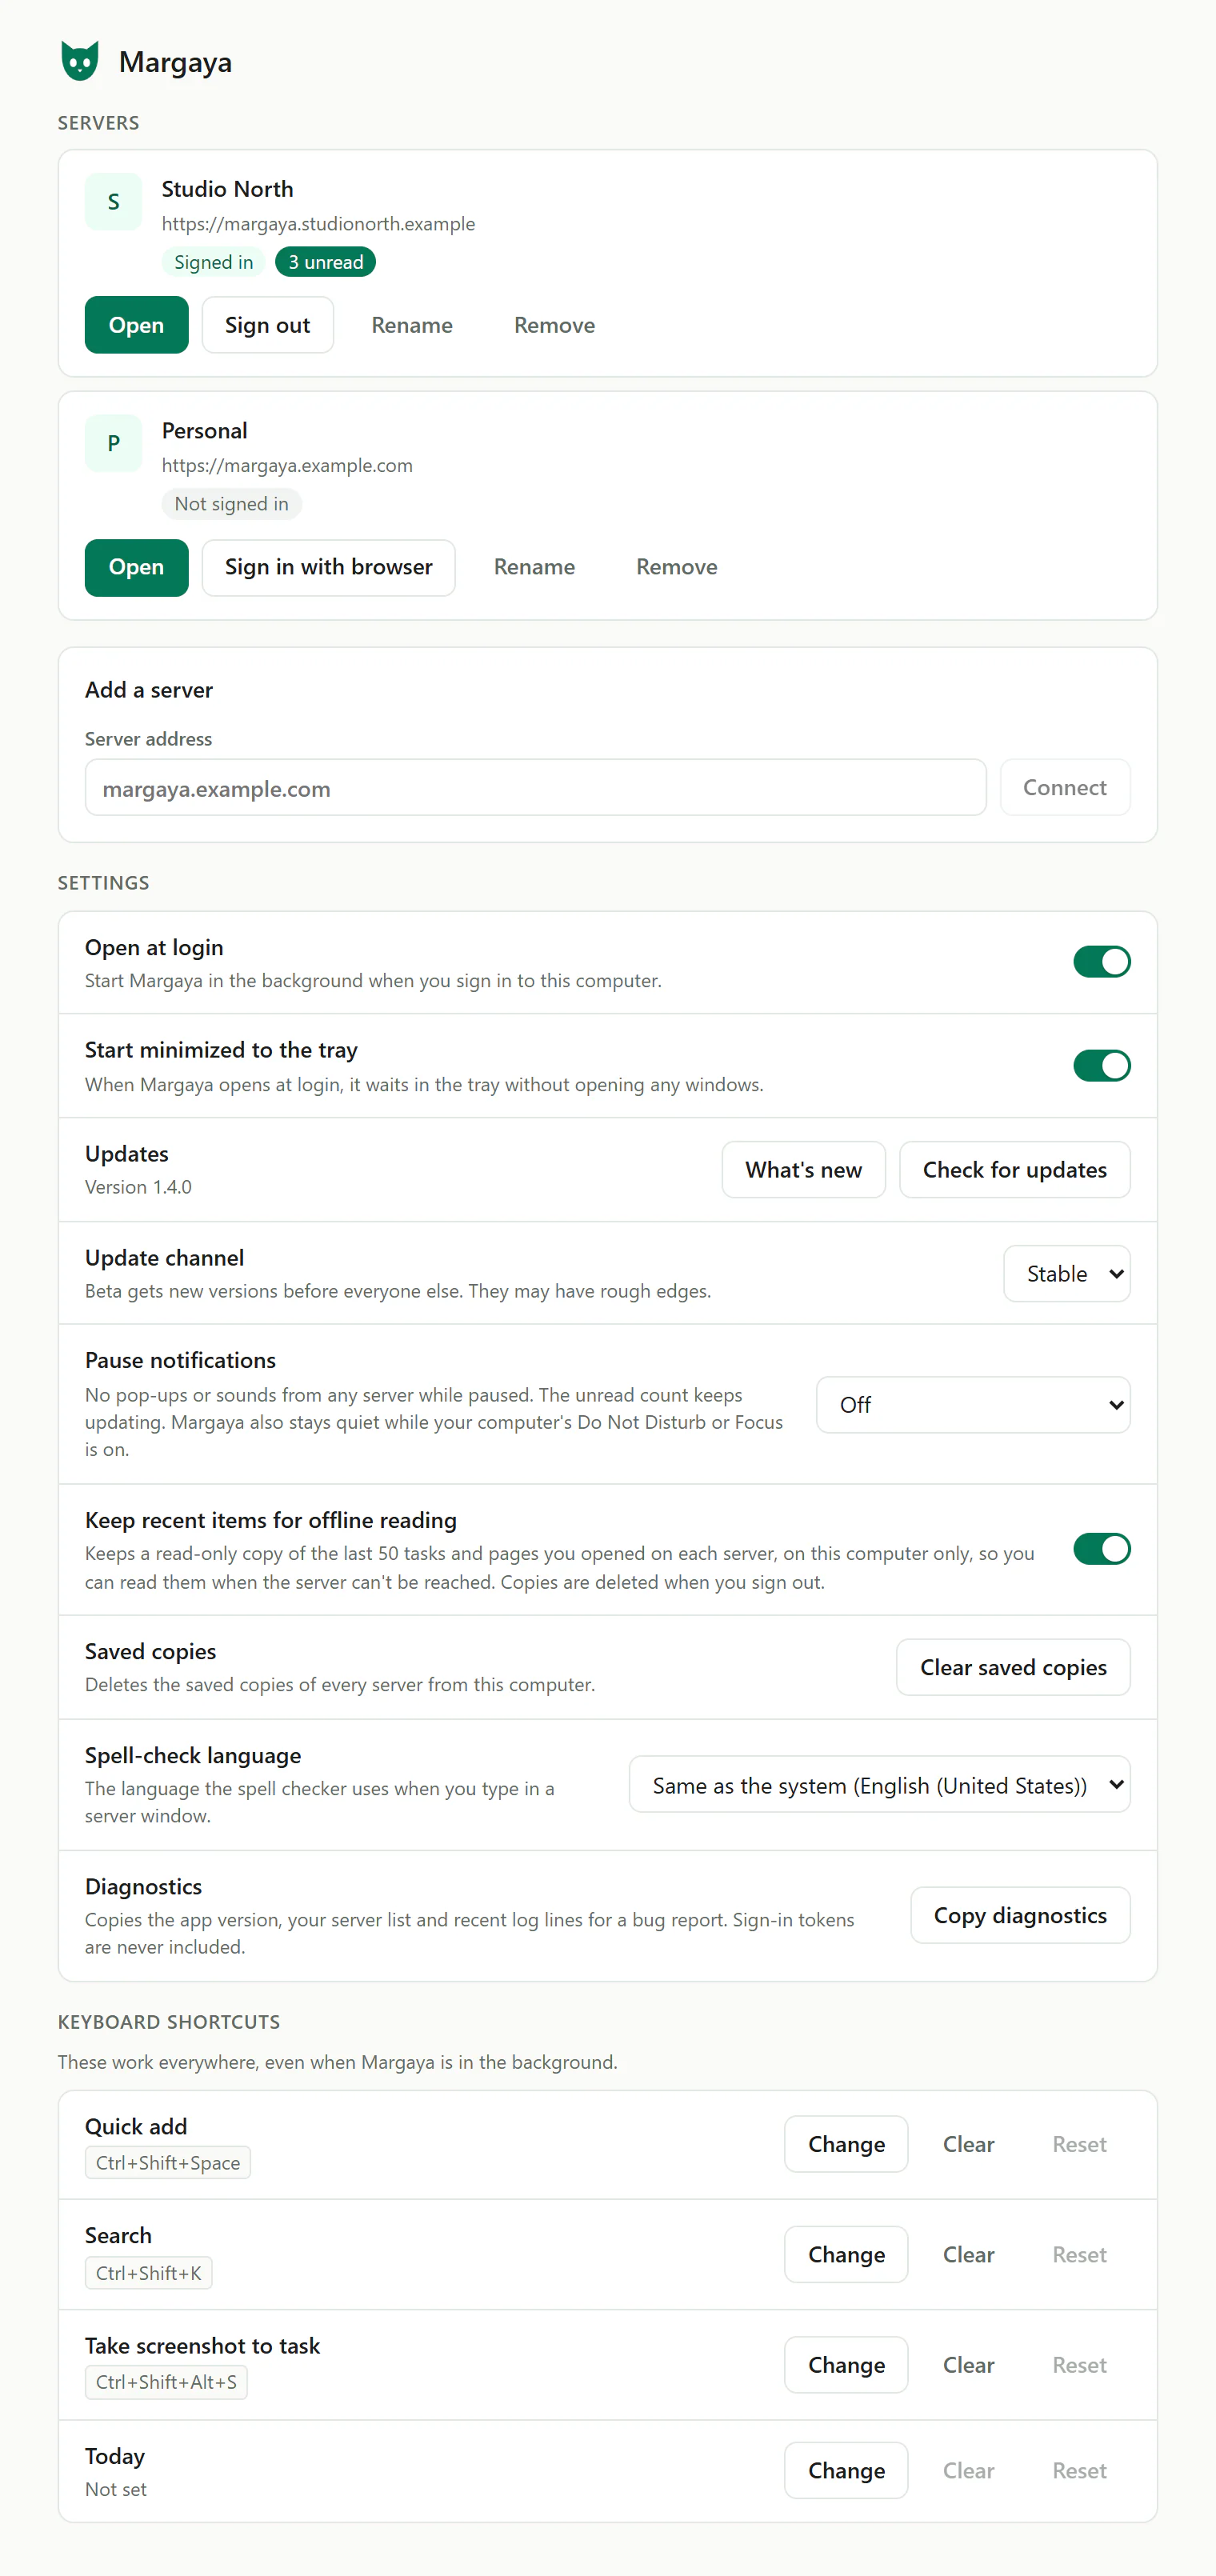 Margaya
SERVERS
S
Studio North
https://margaya.studionorth.example
Signed in
3 unread
Open
Sign out
Rename
Remove
P
Personal
https://margaya.example.com
Not signed in
Open
Sign in with browser
Rename
Remove
Add a server
Server address
margaya.example.com
Connect
SETTINGS
Open at login
Start Margaya in the background when you sign in to this computer.
Start minimized to the tray
When Margaya opens at login, it waits in the tray without opening any windows.
Updates
Version 1.4.0
What's new
Check for updates
Update channel
Beta gets new versions before everyone else. They may have rough edges.
Stable
Pause notifications
No pop-ups or sounds from any server while paused. The unread count keeps
updating. Margaya also stays quiet while your computer's Do Not Disturb or Focus
is on.
Off
Keep recent items for offline reading
Keeps a read-only copy of the last 50 tasks and pages you opened on each server, on this computer only, so you
can read them when the server can't be reached. Copies are deleted when you sign out.
Saved copies
Deletes the saved copies of every server from this computer.
Clear saved copies
Spell-check language
The language the spell checker uses when you type in a
server window.
Same as the system (English (United States))
Diagnostics
Copies the app version, your server list and recent log lines for a bug report. Sign-in tokens
are never included.
Copy diagnostics
KEYBOARD SHORTCUTS
These work everywhere, even when Margaya is in the background.
Quick add
Ctrl+Shift+Space
Change
Clear
Reset
Search
Ctrl+Shift+K
Change
Clear
Reset
Take screenshot to task
Ctrl+Shift+Alt+S
Change
Clear
Reset
Today
Not set
Change
Clear
Reset